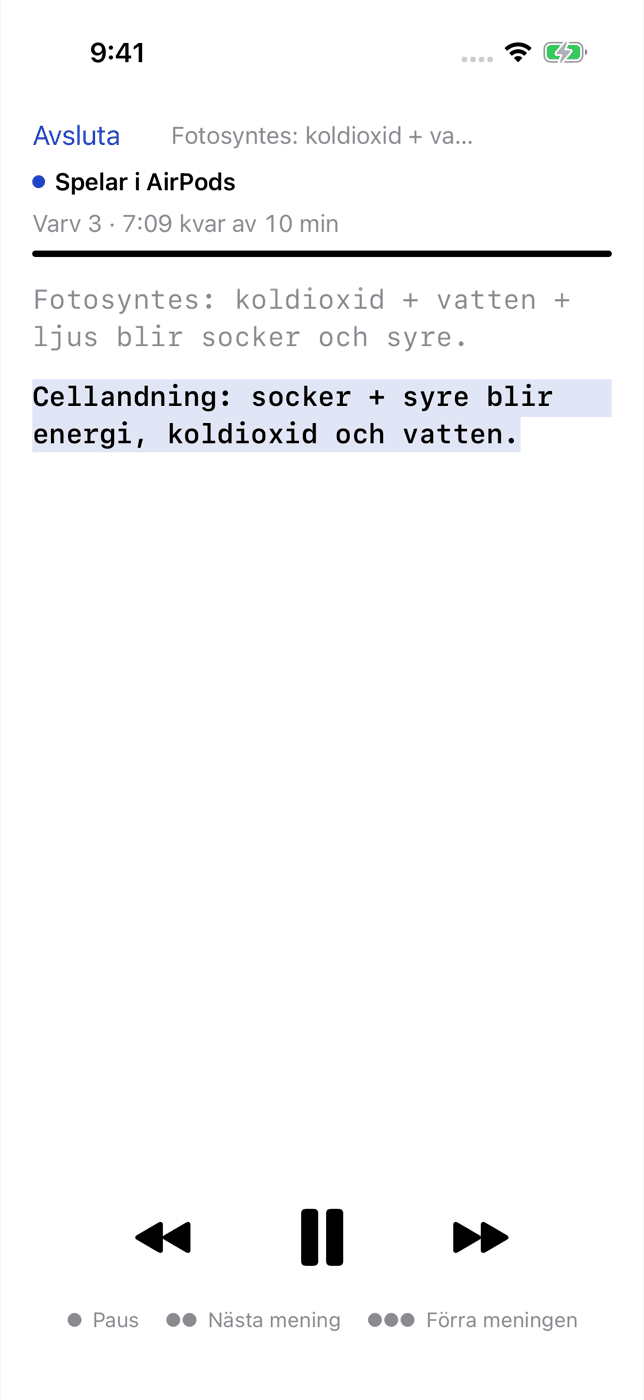 9:41
Avsluta Fotosyntes: koldioxid + va...
Spelar i AirPods
Varv 3 · 7:09 kvar av 10 min
Fotosyntes: koldioxid + vatten +
ljus blir socker och syre.
Cellandning: socker + syre blir
energi, koldioxid och vatten.
Paus Nästa mening Förra meningen